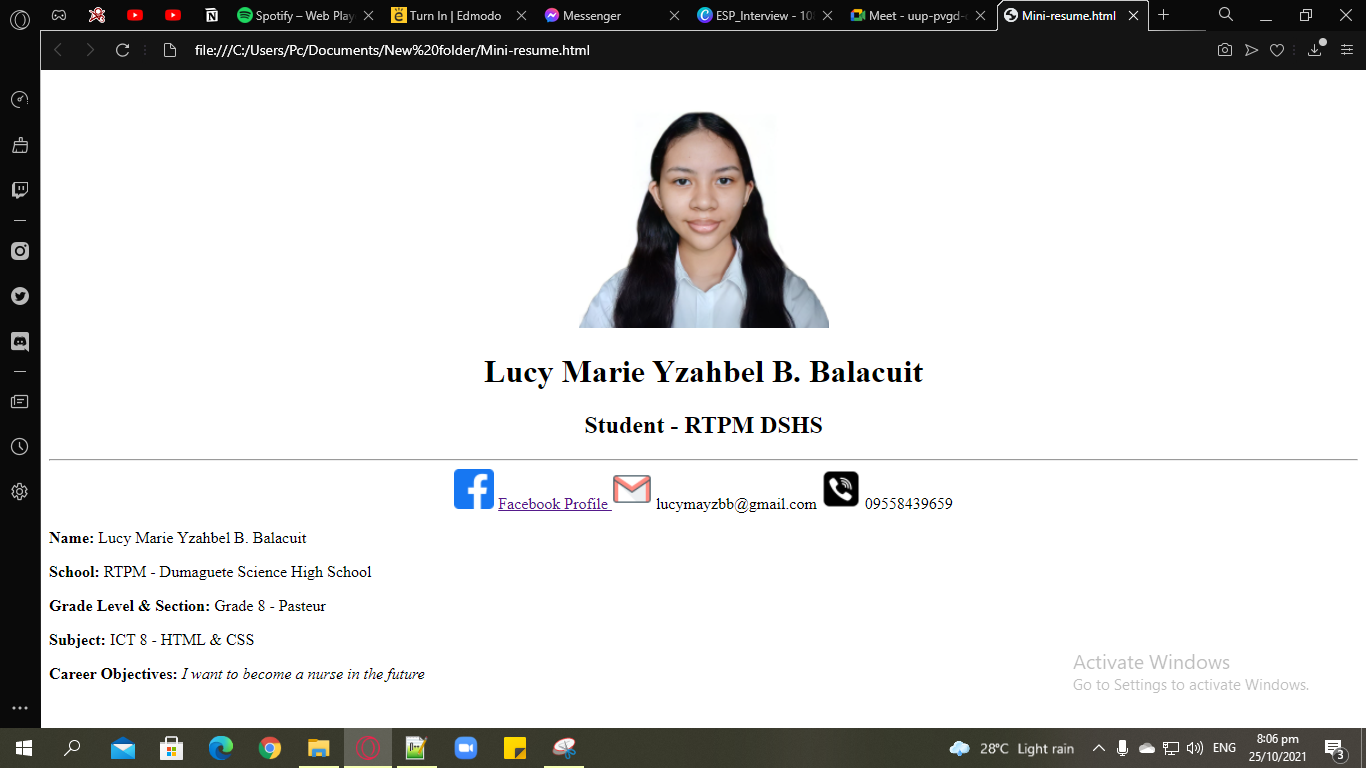 Spotify – Web Play
Turn In | Edmodo
Messenger
ESP_Interview - 10
Meet - uup-pvgd-
Mini-resume.html
file:///C:/Users/Pc/Documents/New%20folder/Mini-resume.html
Lucy Marie Yzahbel B. Balacuit
Student - RTPM DSHS
Facebook Profile lucymayzbb@gmail.com 09558439659
Name: Lucy Marie Yzahbel B. Balacuit
School: RTPM - Dumaguete Science High School
Grade Level & Section: Grade 8 - Pasteur
Subject: ICT 8 - HTML & CSS
Career Objectives: I want to become a nurse in the future
Activate Windows
Go to Settings to activate Windows.
28°C Light rain
ENG
8:06 pm
25/10/2021
3